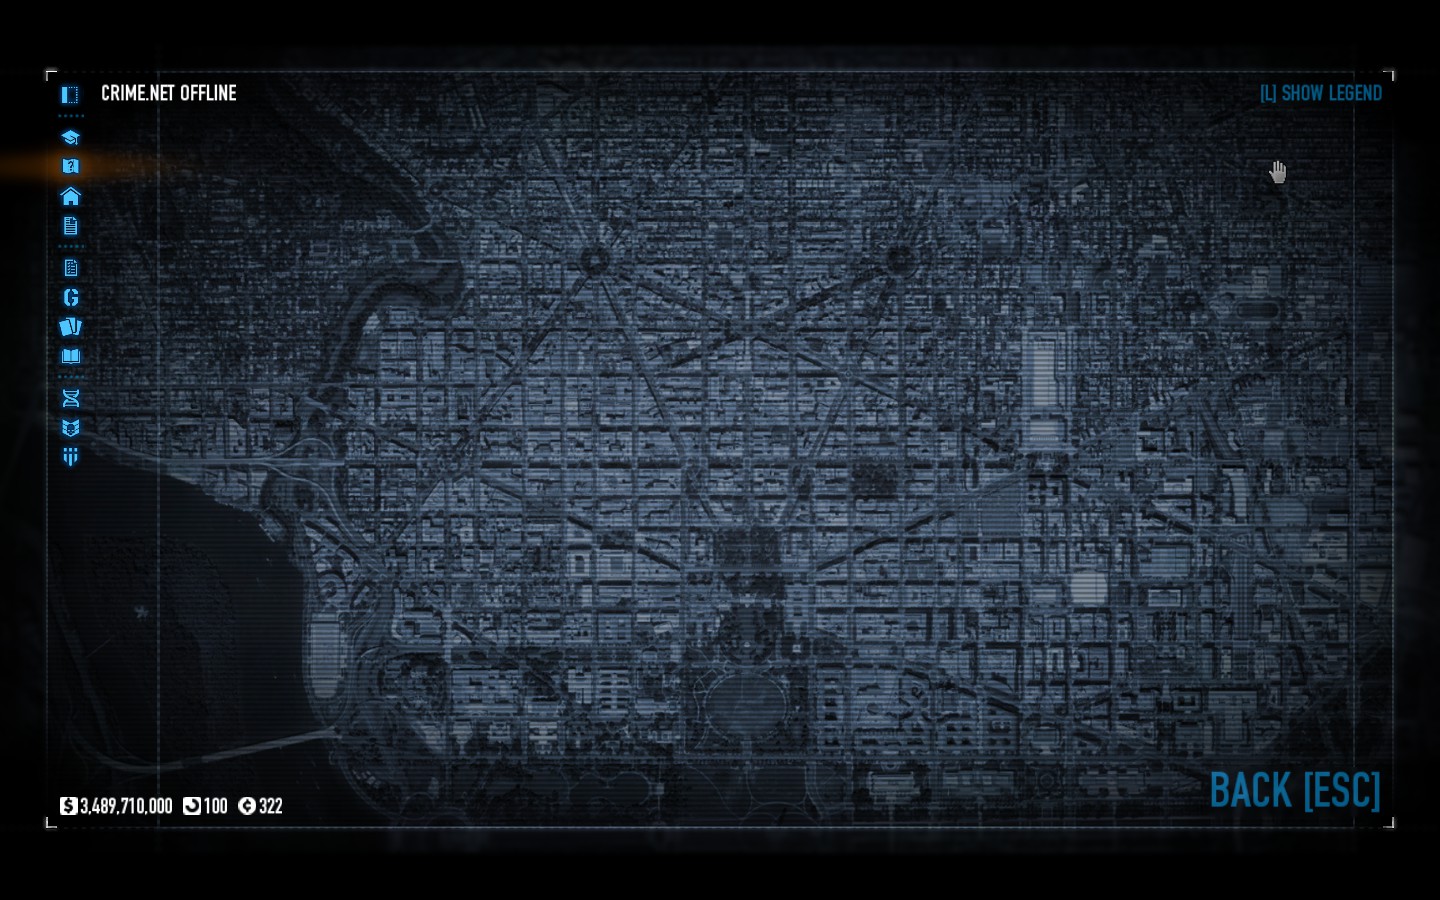 CRIME.NET OFFLINE
[L] SHOW LEGEND
3,489,710,000 100 322
BACK [ESC]